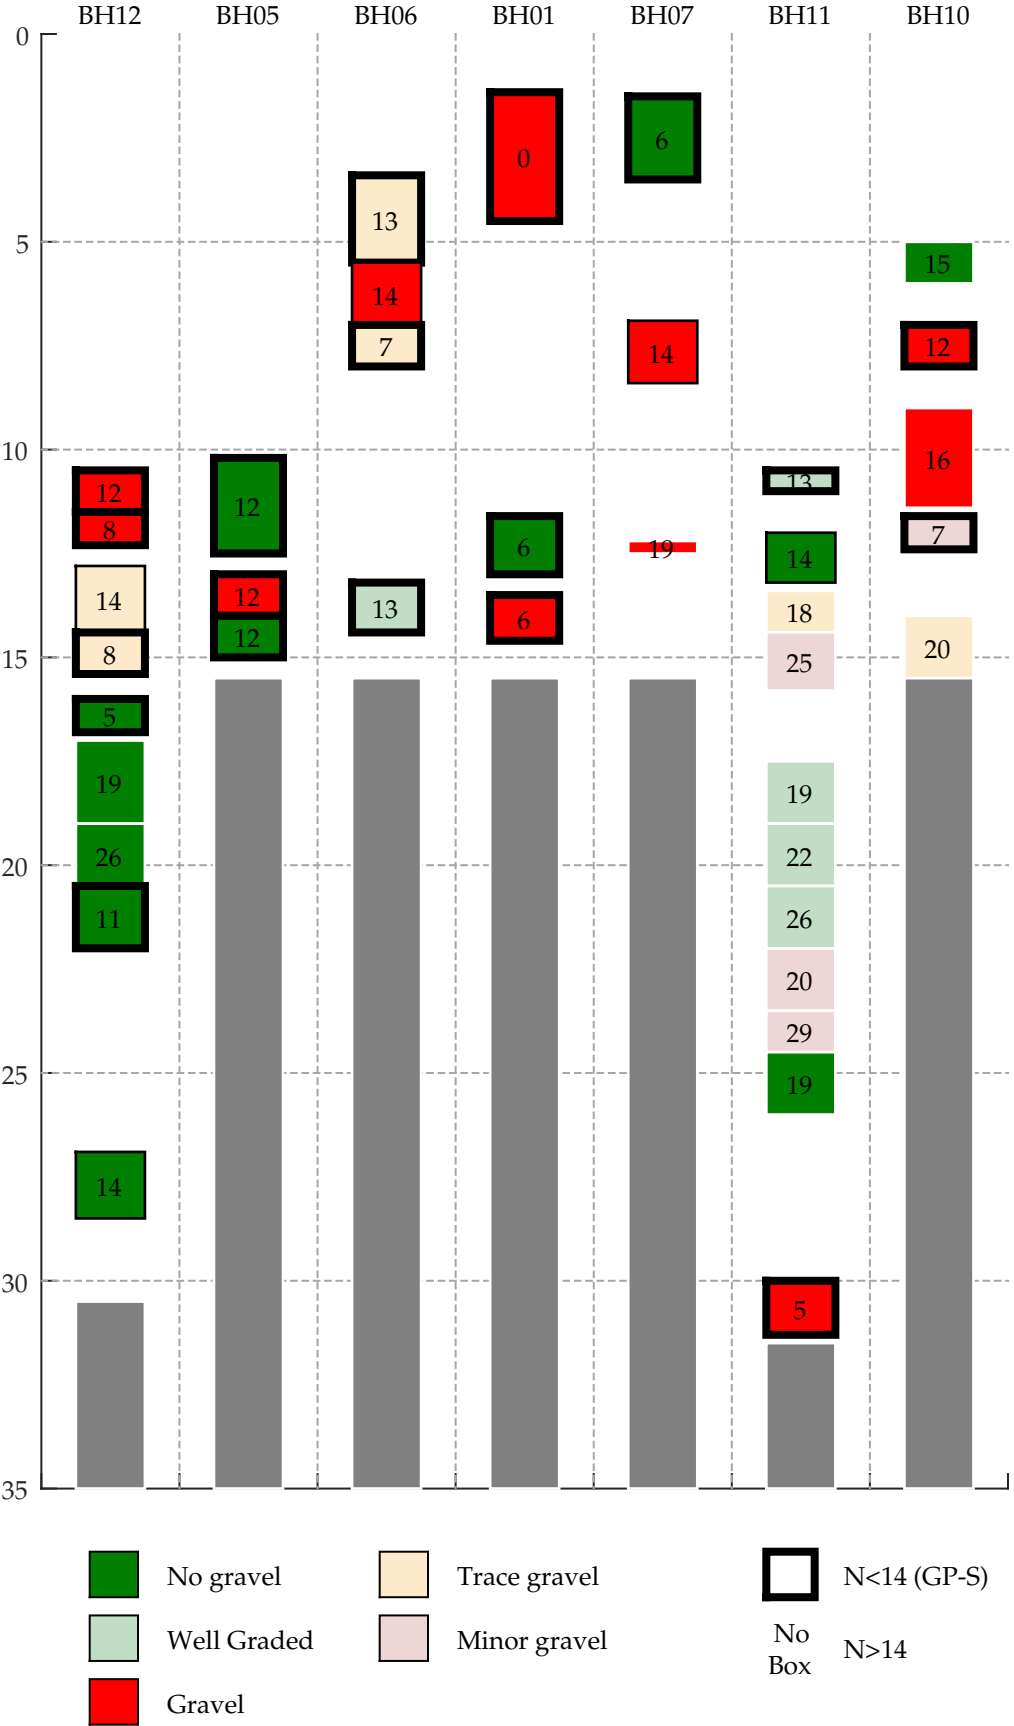 BH12 BH05 BH06 BH01 BH07 BH11 BH10
0
0 6
13
5
15
14
7 14 12
10
16
12 12 13
8 6 19 14 7
14 12 13 6 18
8 12 15 25 20
5
19 19
26 20 22
11 26
20
29
25 19
14
30
5
35
No gravel Trace gravel N<14 (GP-S)
Well Graded Minor gravel No
Box N>14
Gravel